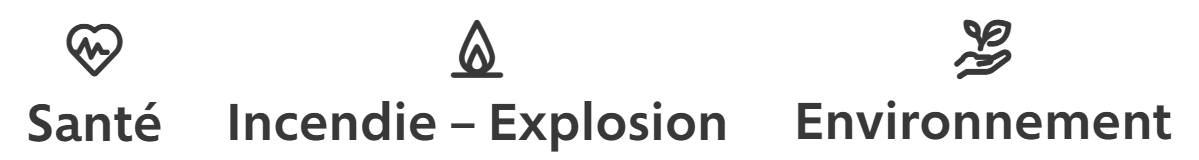 Santé
Incendie – Explosion
Environnement